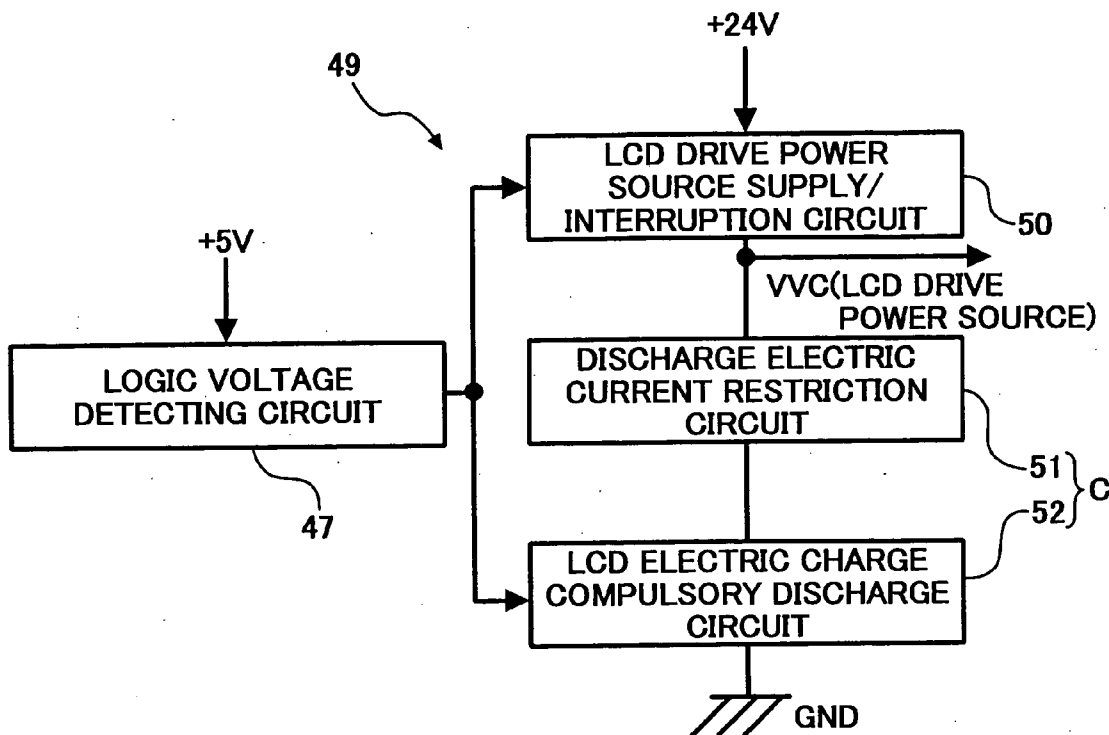 +24V
49
LCD DRIVE POWER
SOURCE SUPPLY/
INTERRUPTION CIRCUIT
50
+5V
VVC(LCD DRIVE
POWER SOURCE)
LOGIC VOLTAGE
DETECTING CIRCUIT
47
DISCHARGE ELECTRIC
CURRENT RESTRICTION
CIRCUIT
51
52
C
LCD ELECTRIC CHARGE
COMPULSORY DISCHARGE
CIRCUIT
GND